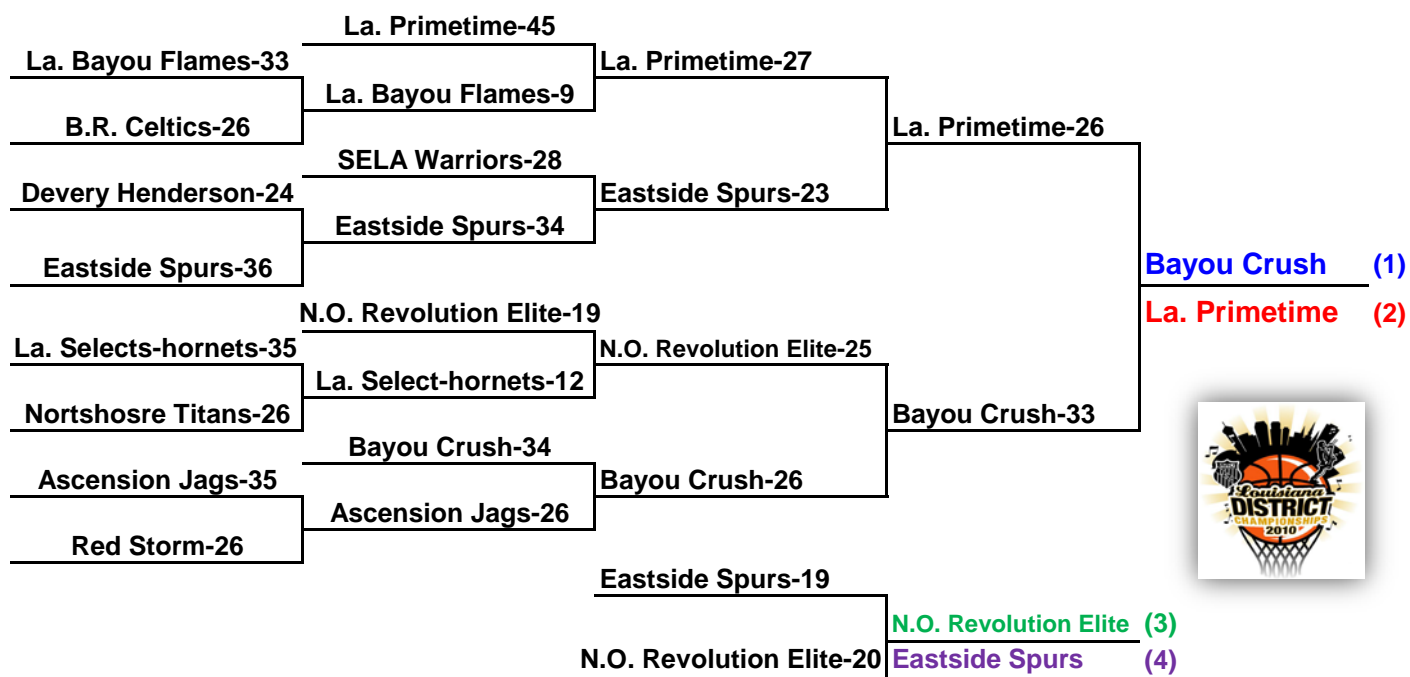 La. Primetime-45
La. Bayou Flames-33
La. Primetime-27
La. Bayou Flames-9
B.R. Celtics-26
La. Primetime-26
SELA Warriors-28
Devery Henderson-24
Eastside Spurs-23
Eastside Spurs-34
Eastside Spurs-36
Bayou Crush (1)
La. Primetime (2)
N.O. Revolution Elite-19
La. Selects-hornets-35
N.O. Revolution Elite-25
La. Select-hornets-12
Nortshosre Titans-26
Bayou Crush-33
Bayou Crush-34
Ascension Jags-35
Bayou Crush-26
Ascension Jags-26
Red Storm-26
Louisiana
DISTRICT
CHAMPIONSHIPS
2010
Eastside Spurs-19
N.O. Revolution Elite (3)
N.O. Revolution Elite-20
Eastside Spurs (4)